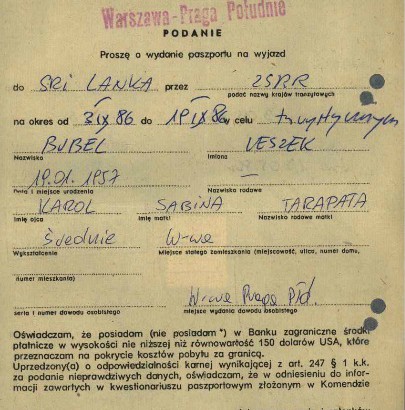 Warszawa-Praga Południe
PODANIE
Proszę o wydanie paszportu na wyjazd
do SRI LANKA przez ZSRR
podać nazwy krajów tranzytowych
na okres od 3 IX 86 do 19 IX 86 w celu turystycznym
BUBEL LESZEK
Nazwisko Imiona
19.01.1957 —
Data i miejsce urodzenia Nazwisko rodowe
KAROL SABINA TARAPATA
Imię ojca Imię matki Nazwisko rodowe matki
średnie W-wa
Wykształcenie Miejsce stałego zamieszkania (miejscowość, ulica, numer domu,
numer mieszkania)
W-wa Praga Płd.
seria i numer dowodu osobistego miejsce wydania dowodu osobistego
Oświadczam, że posiadam (nie posiadam*) w Banku zagraniczne środki
płatnicze w wysokości nie niższej niż równowartość 150 dolarów USA, które
przeznaczam na pokrycie kosztów pobytu za granicą.
Uprzedzony(a) o odpowiedzialności karnej wynikającej z art. 247 § 1 k.k.
za podanie nieprawdziwych danych, oświadczam, że w odniesieniu do infor-
macji zawartych w kwestionariuszu paszportowym złożonym w Komendzie